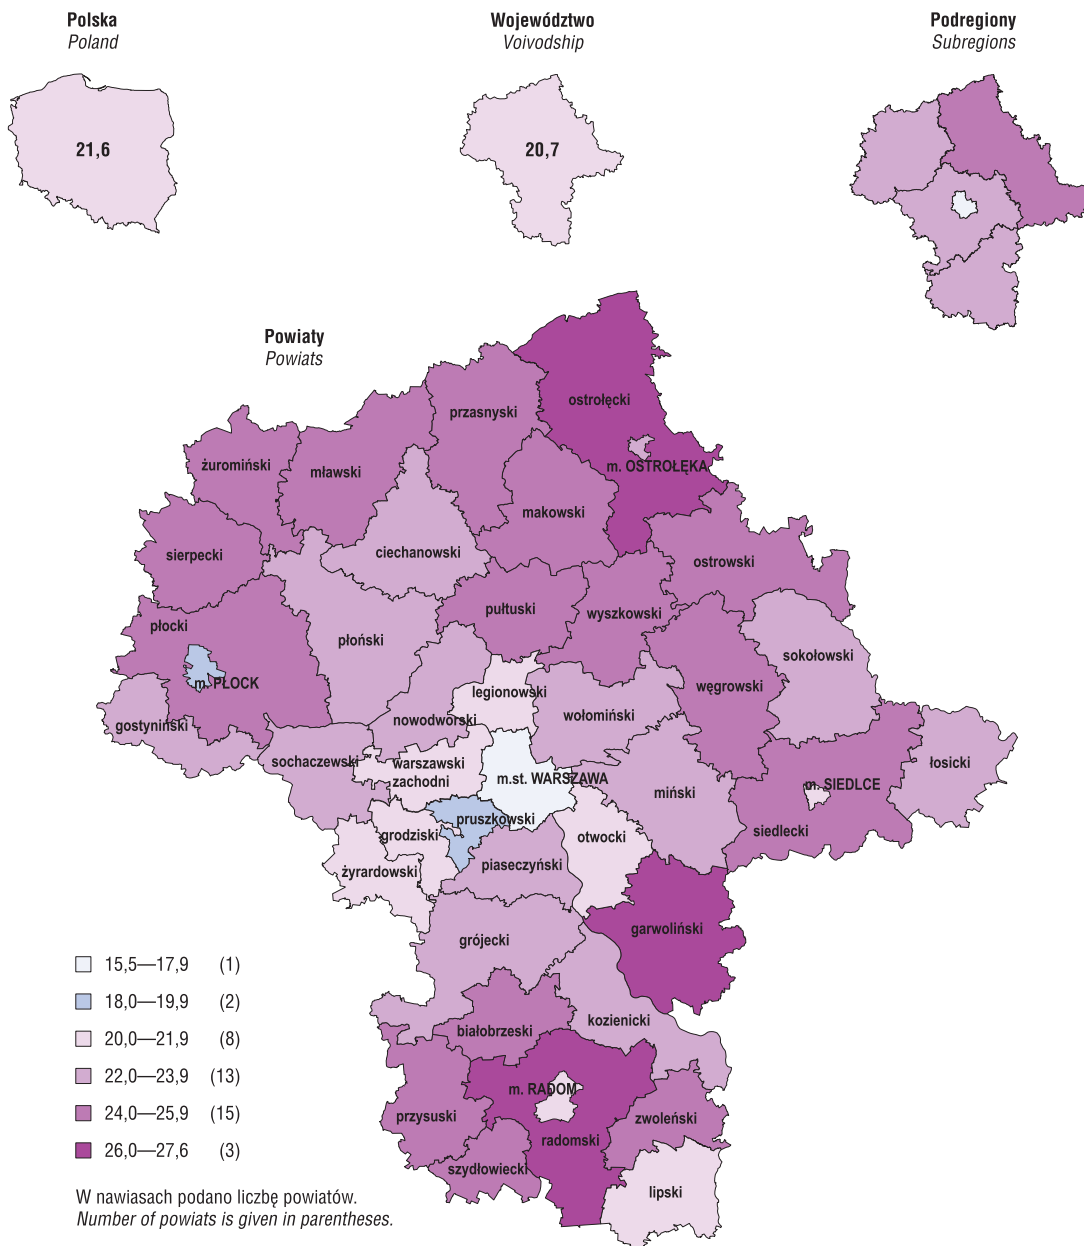 Polska
Poland
Województwo
Voivodship
Podregiony
Subregions
21,6
20,7
Powiaty
Powiats
ostrołęcki
przasnyski
m. OSTROŁĘKA
żuromiński
mławski
makowski
ciechanowski
sierpecki
ostrowski
pułtuski
wyszkowski
płocki
płoński
sokołowski
m. PŁOCK
węgrowski
legionowski
wołomiński
nowodworski
gostyniński
sochaczewski
warszawski
zachodni
łosicki
m.st. WARSZAWA
m. SIEDLCE
miński
pruszkowski
siedlecki
grodziski
otwocki
piaseczyński
żyrardowski
garwoliński
grójecki
kozienicki
białobrzeski
m. RADOM
przysuski
zwoleński
radomski
szydłowiecki
lipski
15,5—17,9 (1)
18,0—19,9 (2)
20,0—21,9 (8)
22,0—23,9 (13)
24,0—25,9 (15)
26,0—27,6 (3)
W nawiasach podano liczbę powiatów.
Number of powiats is given in parentheses.